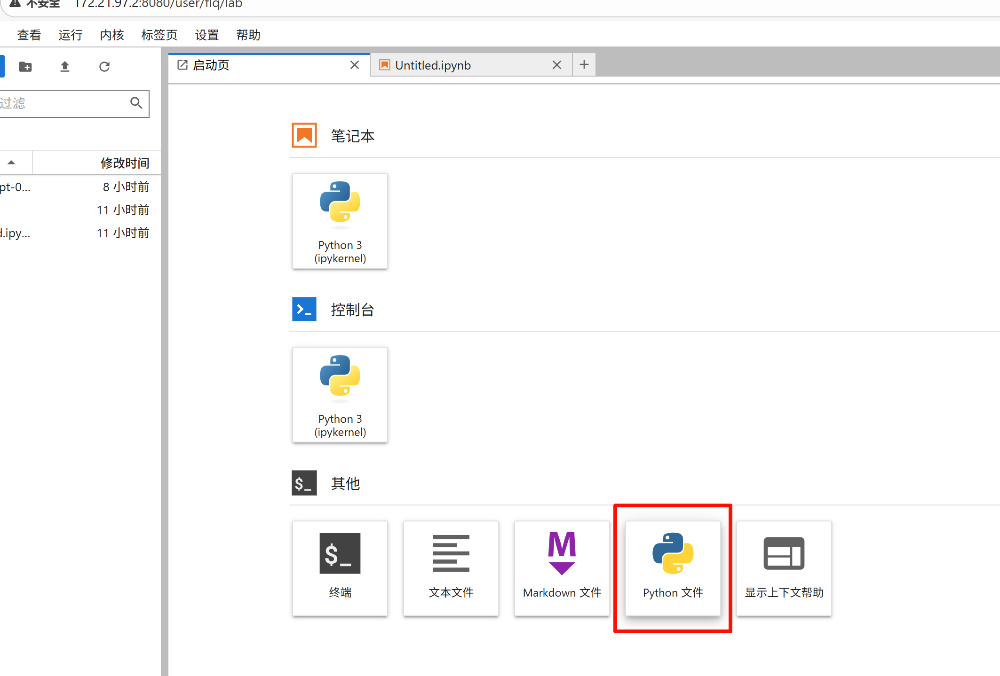 不安全 172.21.97.2:8080/user/flq/lab
查看 运行 内核 标签页 设置 帮助
启动页 Untitled.ipynb
过滤
笔记本
修改时间
pt-0... 8 小时前
11 小时前
d.ipy... 11 小时前
Python 3
(ipykernel)
控制台
Python 3
(ipykernel)
$_ 其他
$_
终端
文本文件
M
Markdown 文件
Python 文件
显示上下文帮助